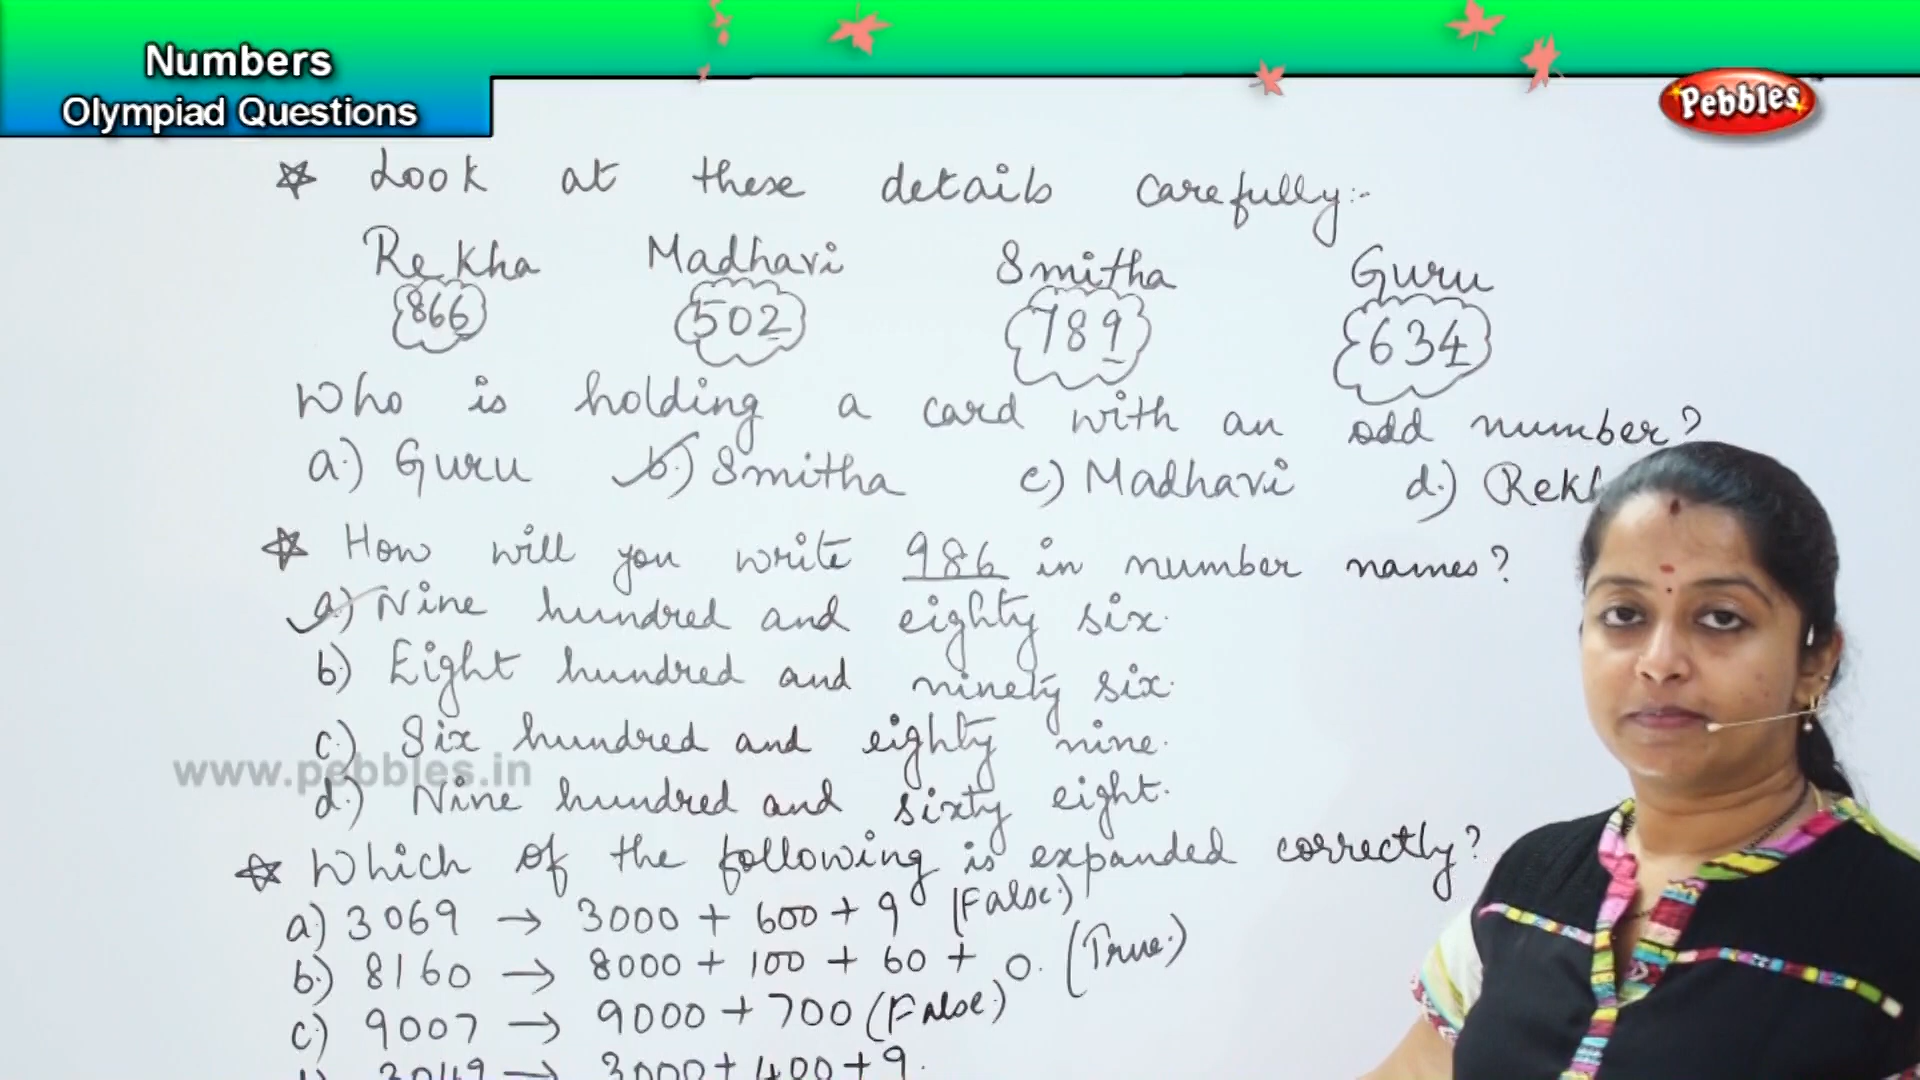 Numbers
Olympiad Questions
Pebbles
☆ Look at these details carefully:-
Rekha Madhavi Smitha Guru
866 502 789 634
Who is holding a card with an odd number?
a.) Guru b.) Smitha c) Madhavi d.)
☆ How will you write 986 in number names?
a.) Nine hundred and eighty six.
b) Eight hundred and ninety six.
c.) Six hundred and eighty nine.
www.pebbles.in
d.) Nine hundred and sixty eight.
☆ Which of the following is expanded correctly?
a) 3069 → 3000 + 600 + 9 (False.)
b.) 8160 → 8000 + 100 + 60 + 0. (True.)
c) 9007 → 9000 + 700 (False)
3049 → 3000 + 400 + 9.